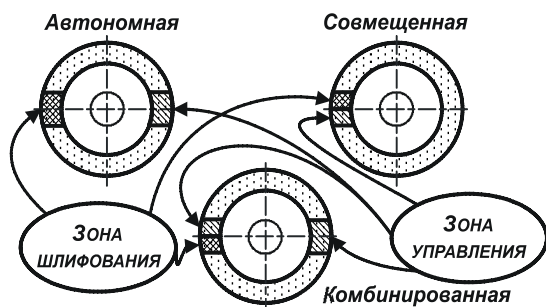 Автономная
Совмещенная
Зона
шлифования
Зона
управления
Комбинированная